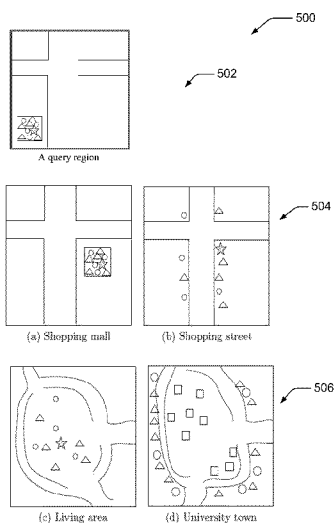 500
502
A query region
504
(a) Shopping mall (b) Shopping street
506
(c) Living area (d) University town